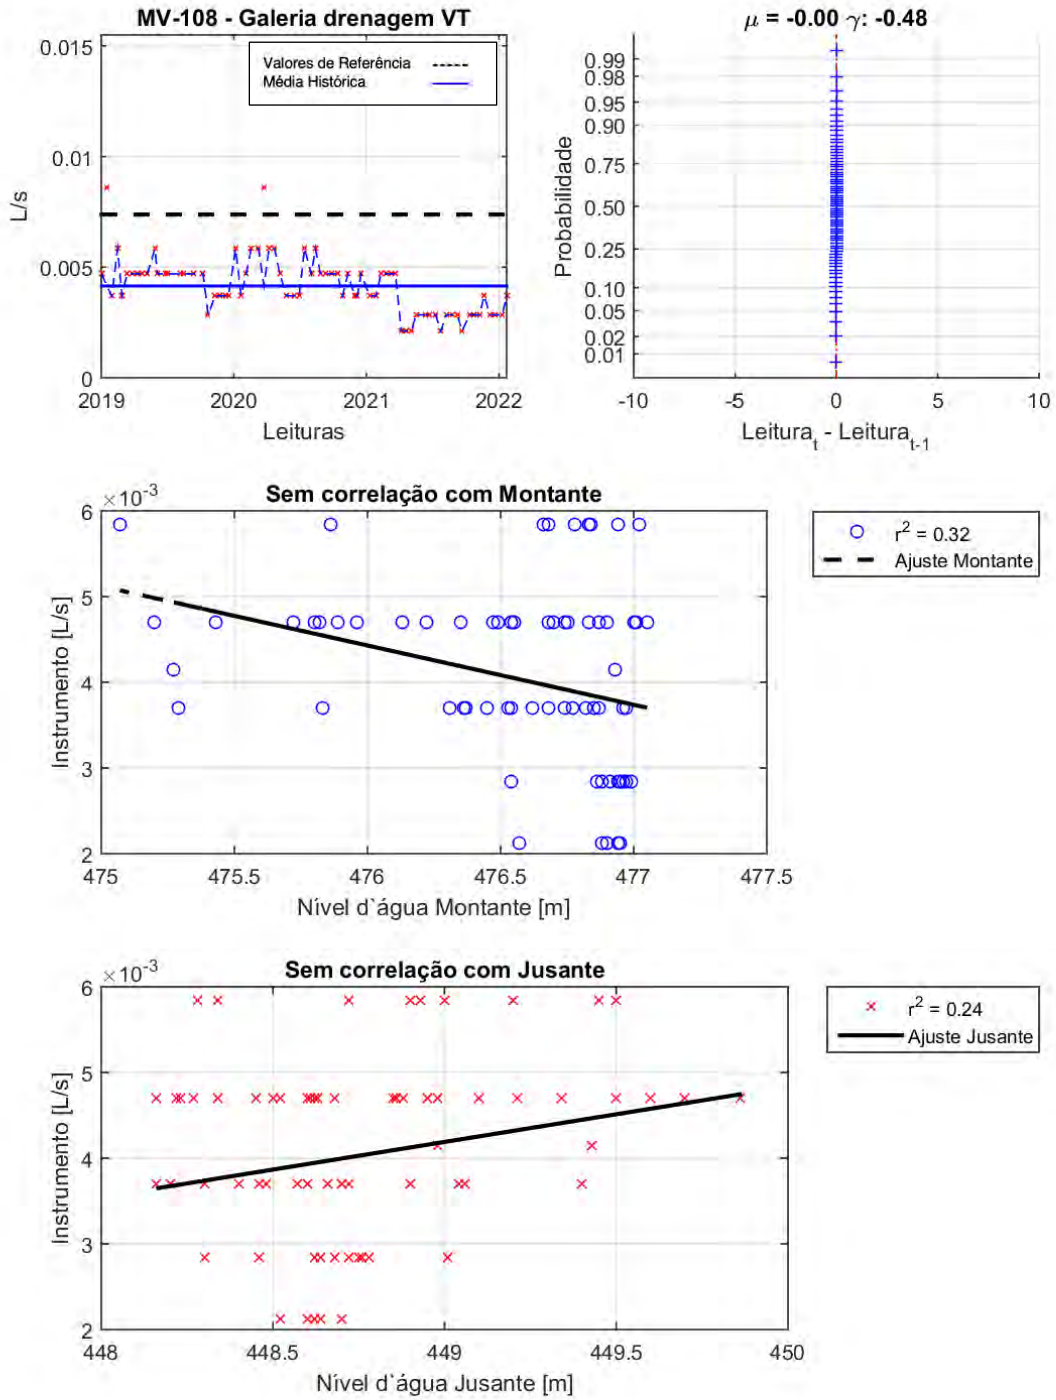 MV-108 - Galeria drenagem VT
L/s
0.015
0.01
0.005
0
Valores de Referência
Média Histórica
2019 2020 2021 2022
Leituras
μ = -0.00 γ: -0.48
Probabilidade
0.99
0.98
0.95
0.90
0.75
0.50
0.25
0.10
0.05
0.02
0.01
-10 -5 0 5 10
Leitura_t - Leitura_t-1
×10^-3
Sem correlação com Montante
Instrumento [L/s]
6
5
4
3
2
475 475.5 476 476.5 477 477.5
Nível d`água Montante [m]
r^2 = 0.32
Ajuste Montante
×10^-3
Sem correlação com Jusante
Instrumento [L/s]
6
5
4
3
2
448 448.5 449 449.5 450
Nível d`água Jusante [m]
r^2 = 0.24
Ajuste Jusante